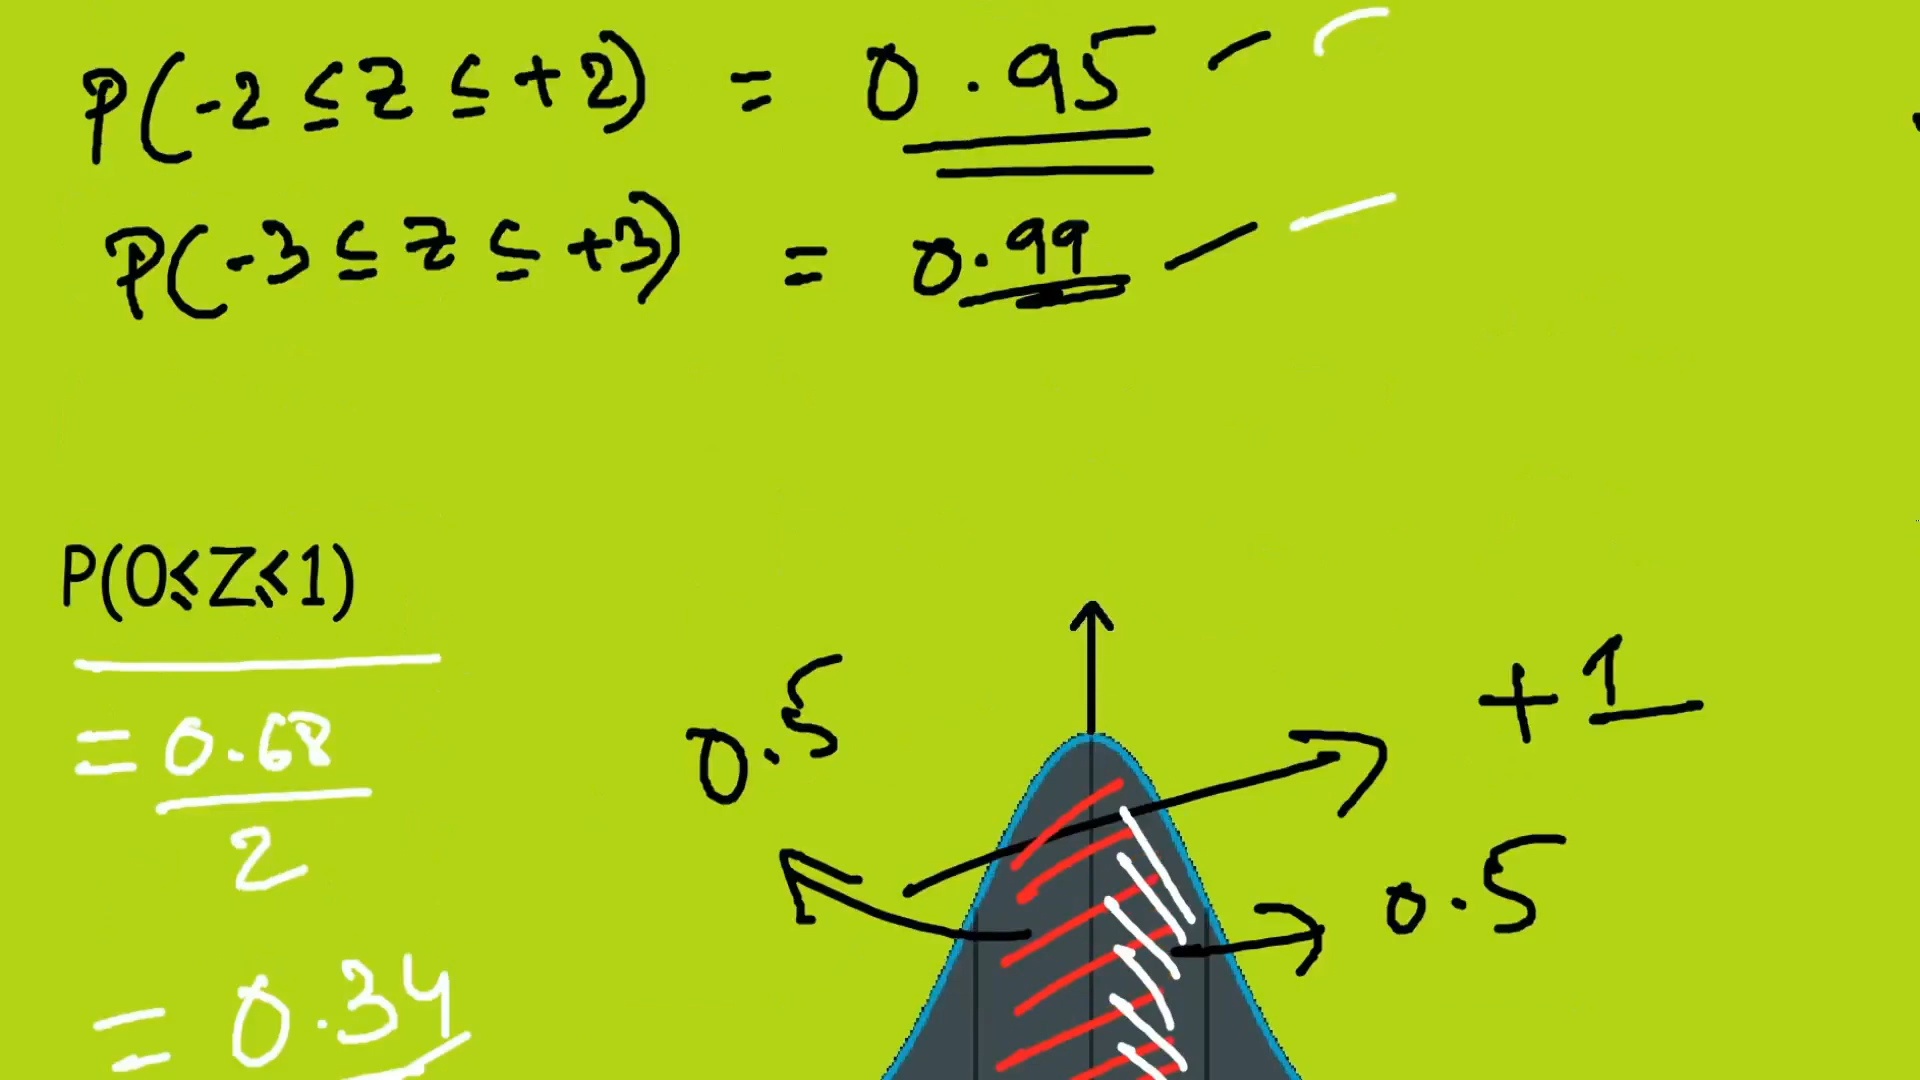 P(-2 ≤ Z ≤ +2) = 0.95
P(-3 ≤ Z ≤ +3) = 0.99
P(0≤Z≤1)
= 0.68
2
= 0.34
0.5
+1
0.5